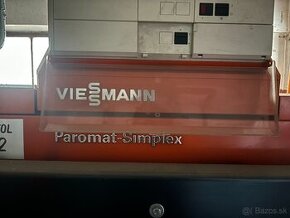 VIESSMANN
Paromat-Simplex
OL
2
Bazos.sk